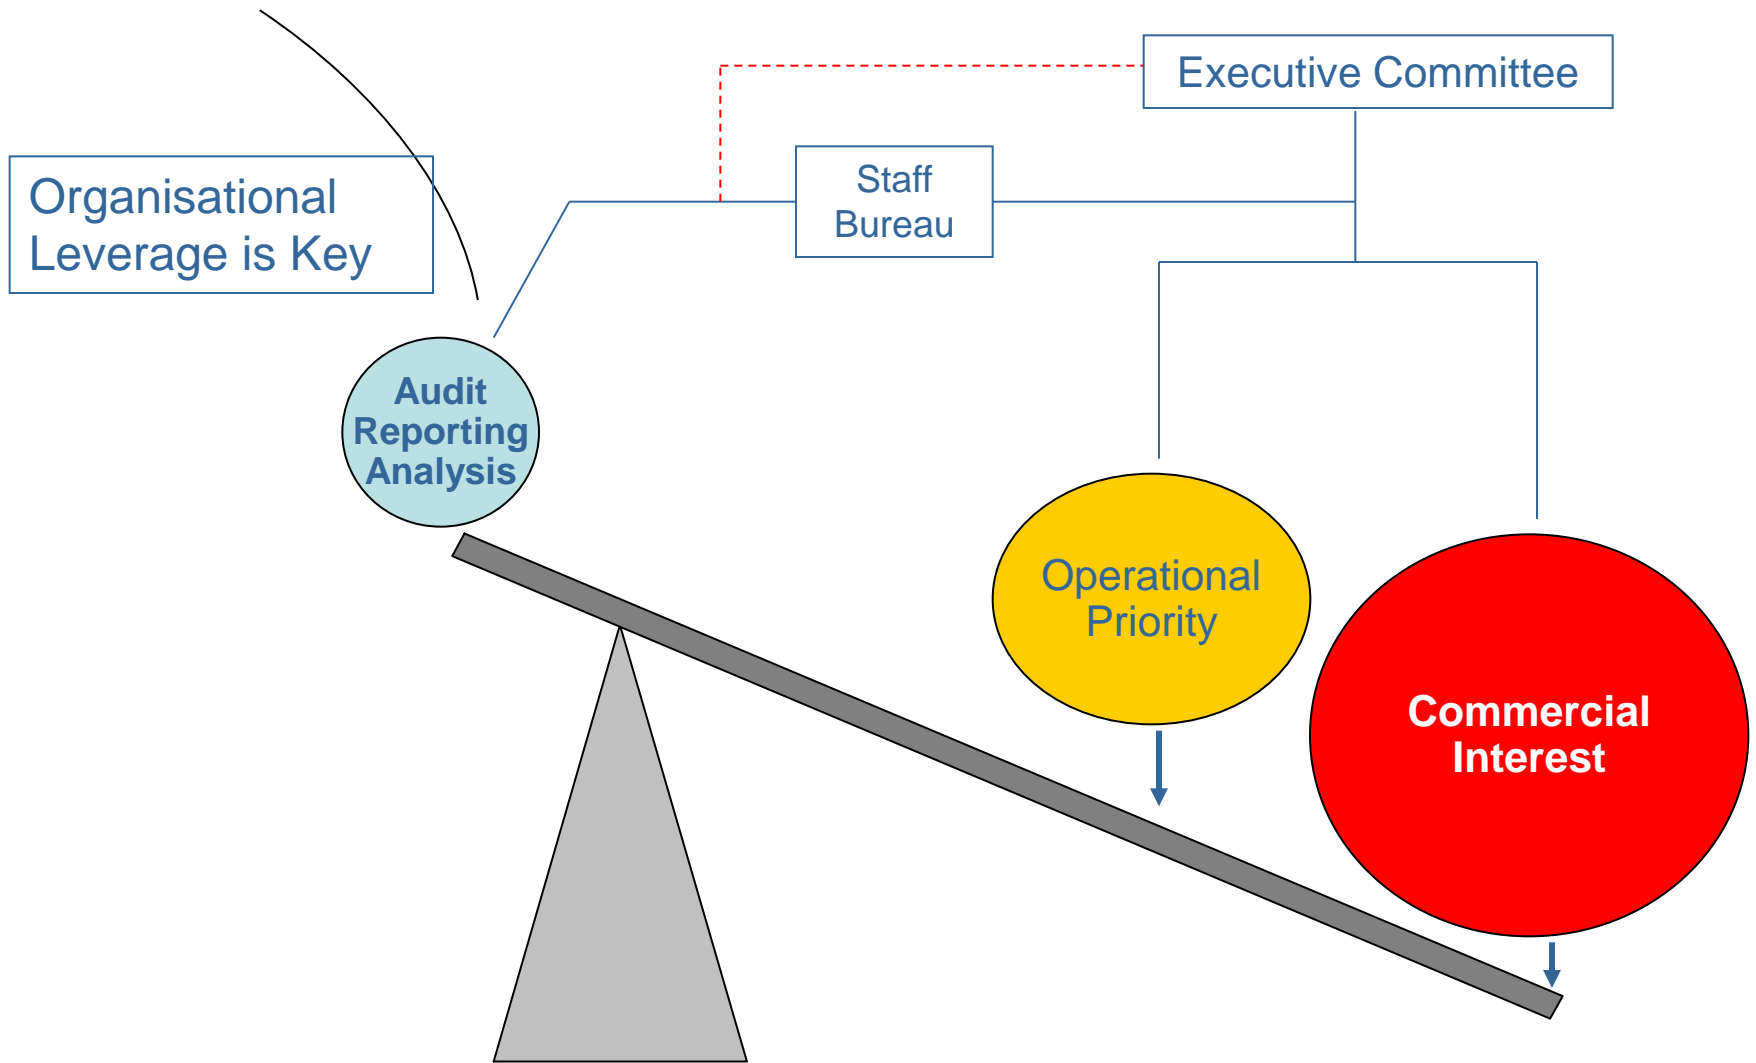 Executive Committee
Staff
Bureau
Organisational
Leverage is Key
Audit
Reporting
Analysis
Operational
Priority
Commercial
Interest